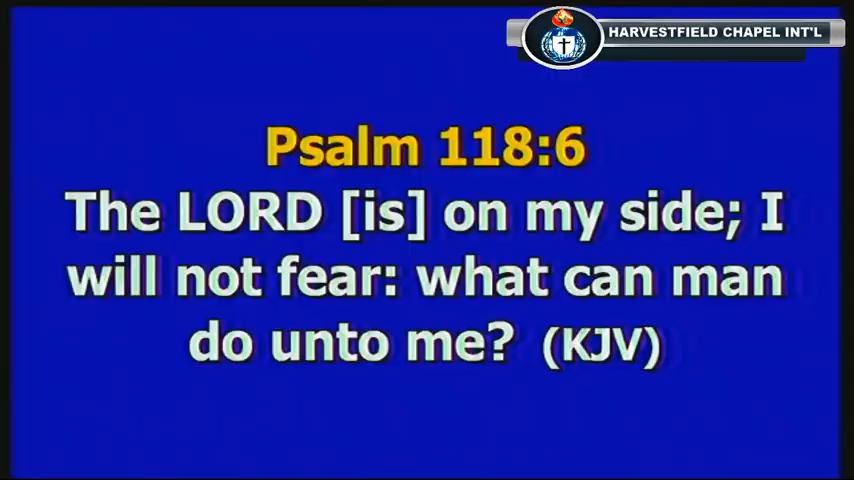 HARVESTFIELD CHAPEL INT'L
Psalm 118:6
The LORD [is] on my side; I
will not fear: what can man
do unto me? (KJV)